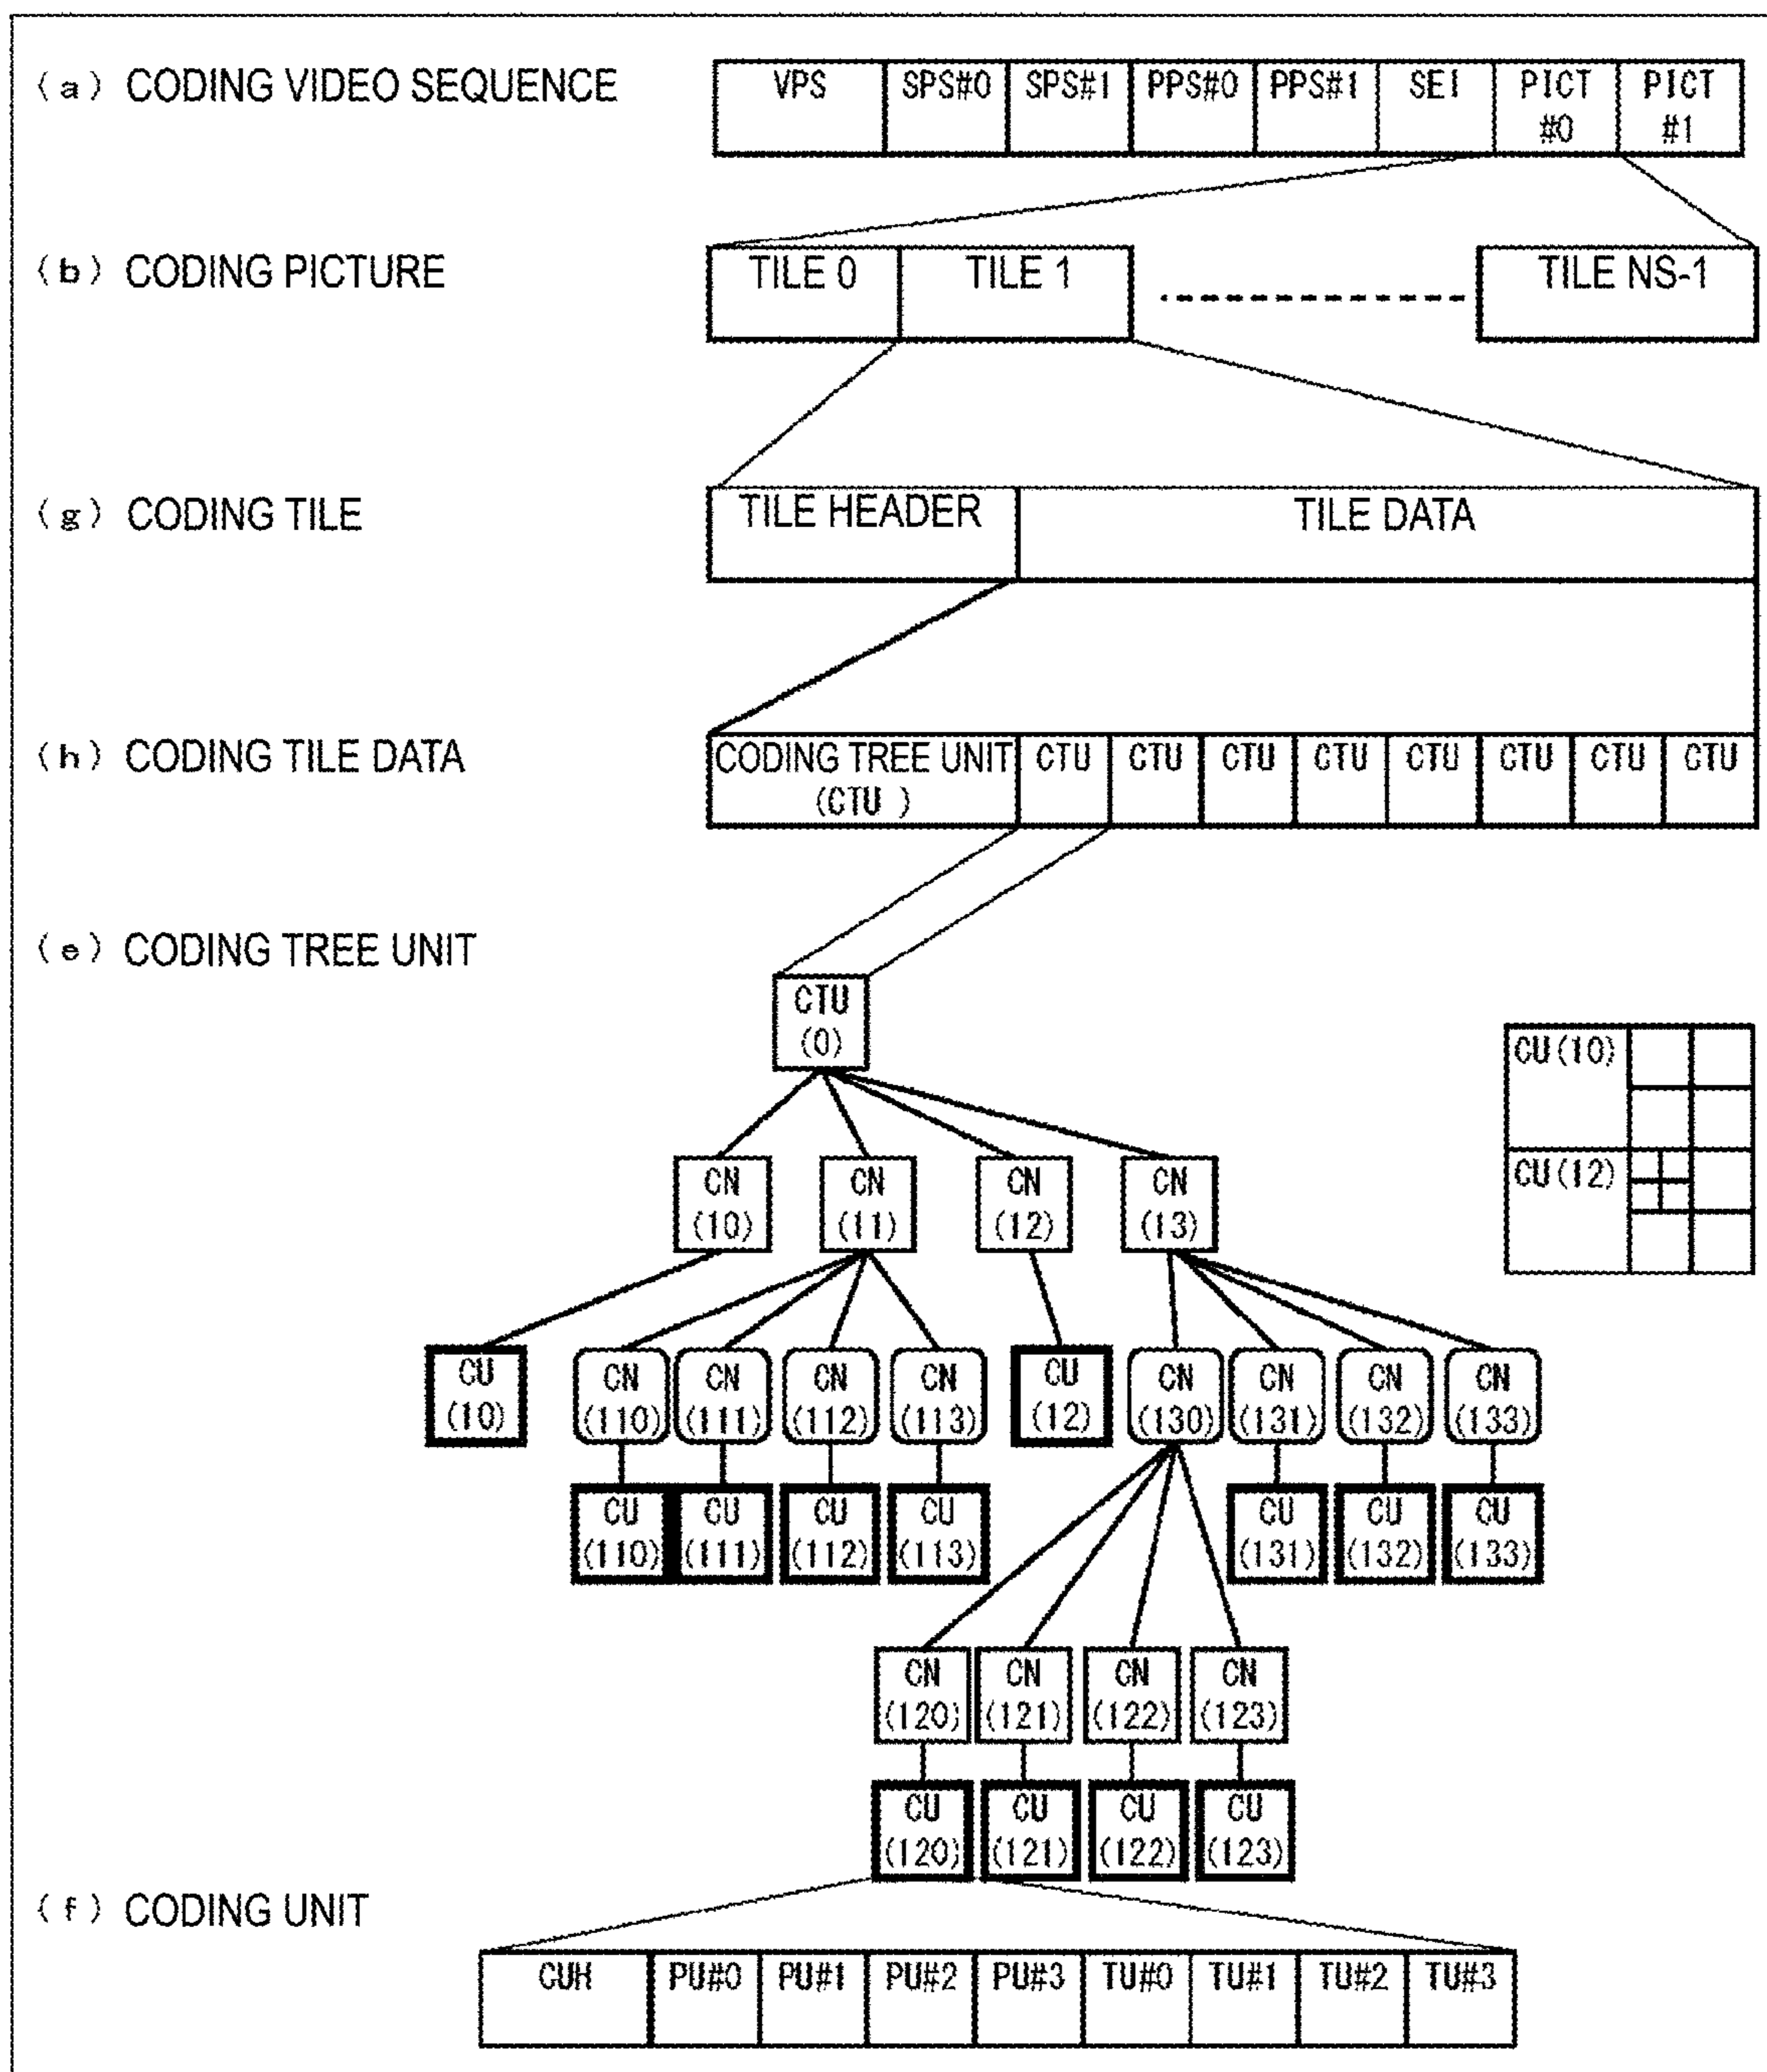 (a) CODING VIDEO SEQUENCE
VPS SPS#0 SPS#1 PPS#0 PPS#1 SEI PICT PICT
#0 #1
(b) CODING PICTURE
TILE 0 TILE 1 TILE NS-1
(g) CODING TILE
TILE HEADER TILE DATA
(h) CODING TILE DATA
CODING TREE UNIT CTU CTU CTU CTU CTU CTU CTU CTU
(CTU )
(e) CODING TREE UNIT
CTU
(0)
CU(10)
CU(12)
CN CN CN CN
(10) (11) (12) (13)
CU CN CN CN CN CU CN CN CN CN
(10) (110) (111) (112) (113) (12) (130) (131) (132) (133)
CU CU CU CU CU CU CU
(110) (111) (112) (113) (131) (132) (133)
CN CN CN CN
(120) (121) (122) (123)
CU CU CU CU
(120) (121) (122) (123)
(f) CODING UNIT
CUH PU#0 PU#1 PU#2 PU#3 TU#0 TU#1 TU#2 TU#3